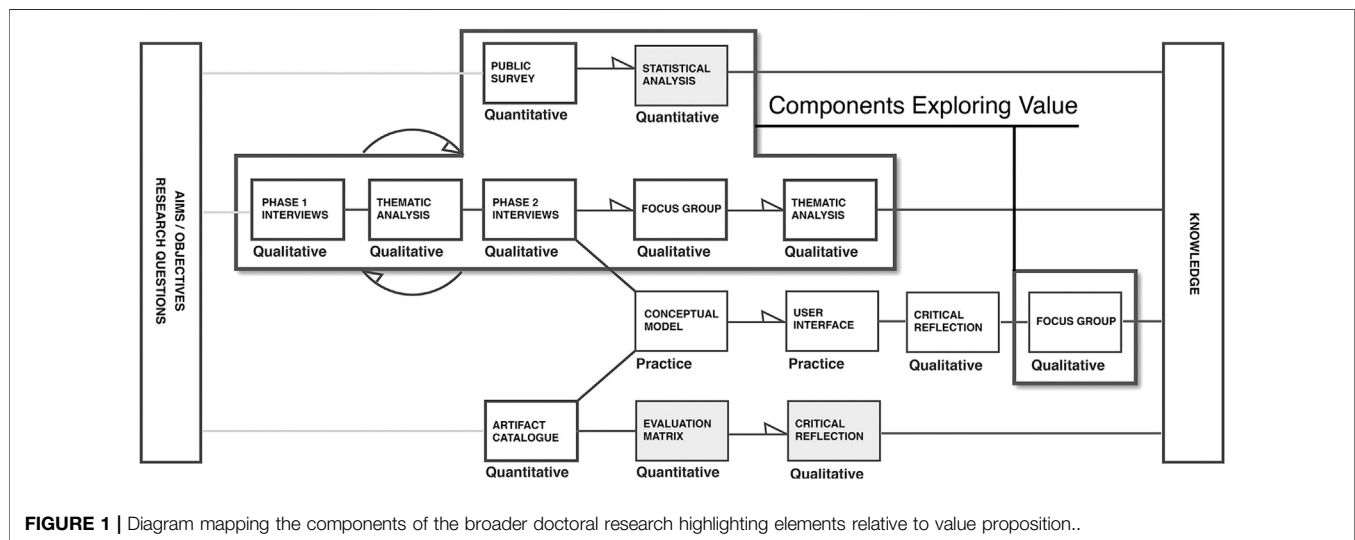 AIMS / OBJECTIVES
RESEARCH QUESTIONS
PUBLIC
SURVEY
Quantitative
STATISTICAL
ANALYSIS
Quantitative
Components Exploring Value
PHASE 1
INTERVIEWS
Qualitative
THEMATIC
ANALYSIS
Qualitative
PHASE 2
INTERVIEWS
Qualitative
FOCUS GROUP
Qualitative
THEMATIC
ANALYSIS
Qualitative
CONCEPTUAL
MODEL
Practice
USER
INTERFACE
Practice
CRITICAL
REFLECTION
Qualitative
FOCUS GROUP
Qualitative
ARTIFACT
CATALOGUE
Quantitative
EVALUATION
MATRIX
Quantitative
CRITICAL
REFLECTION
Qualitative
KNOWLEDGE
FIGURE 1 | Diagram mapping the components of the broader doctoral research highlighting elements relative to value proposition..